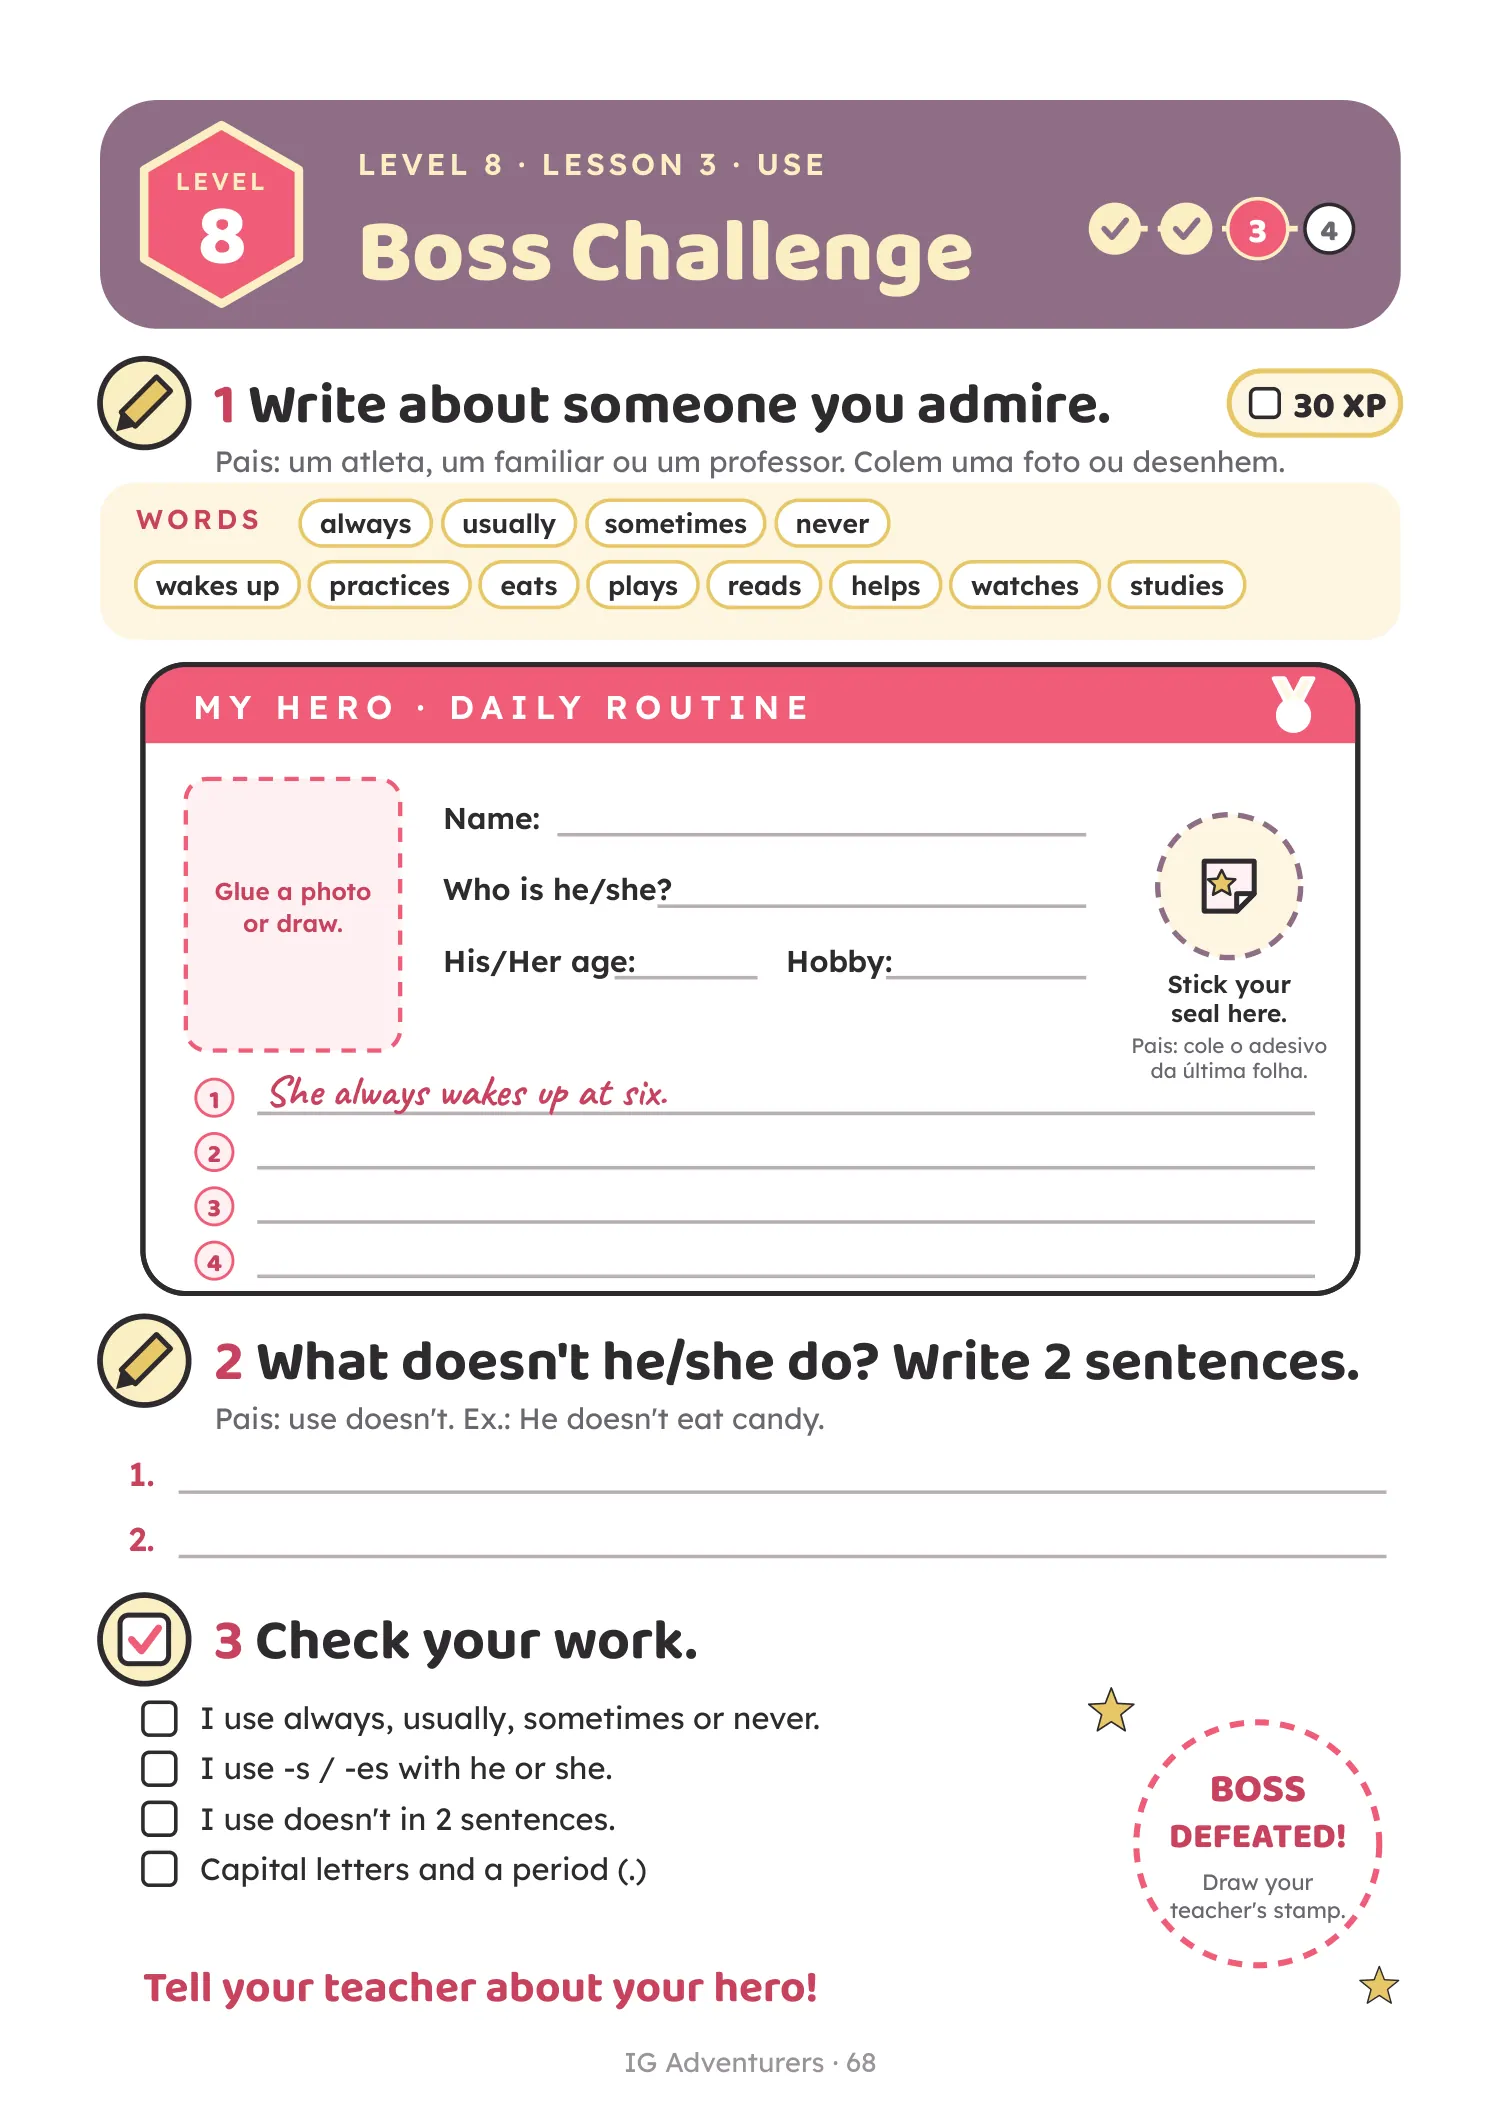 LEVEL
8
LEVEL 8 · LESSON 3 · USE
Boss Challenge
3
4
1 Write about someone you admire.
30 XP
Pais: um atleta, um familiar ou um professor. Colem uma foto ou desenhem.
WORDS always usually sometimes never
wakes up practices eats plays reads helps watches studies
MY HERO · DAILY ROUTINE
Glue a photo
or draw.
Name:
Who is he/she?
His/Her age: Hobby:
Stick your
seal here.
Pais: cole o adesivo
da última folha.
1 She always wakes up at six.
2
3
4
2 What doesn't he/she do? Write 2 sentences.
Pais: use doesn't. Ex.: He doesn't eat candy.
1.
2.
3 Check your work.
I use always, usually, sometimes or never.
I use -s / -es with he or she.
I use doesn't in 2 sentences.
Capital letters and a period (.)
BOSS
DEFEATED!
Draw your
teacher's stamp.
Tell your teacher about your hero!
IG Adventurers · 68